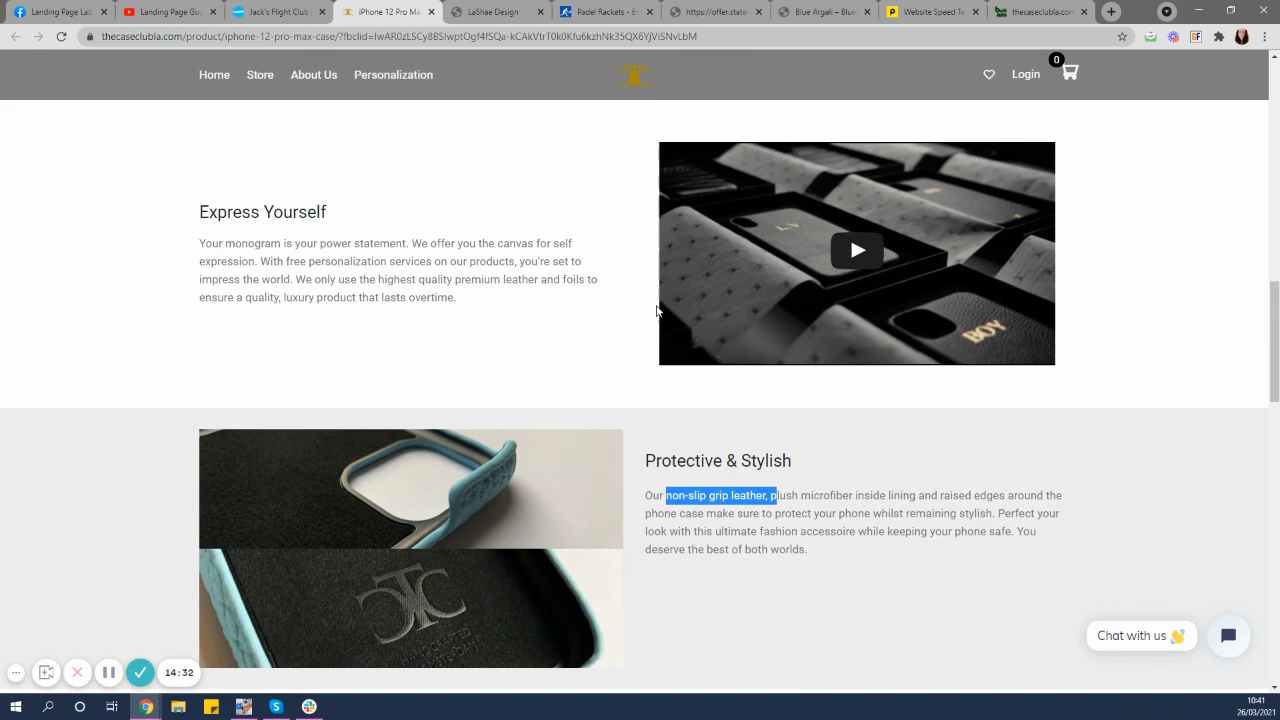 Landing Page Lab
Landing Page Gu
Jack's Flight Club
iPhone 12 Pro Ma
LaShae Design
Padel Rackets - E
https://offer.state
Blue Argali – Blue
Website Speed Te
thecaseclubla.com
thecaseclubla.com/product/iphone-12-pro-max-case/?fbclid=IwAR0zLSCy8BSIwptOgf4fSQa-kCAkVtrT0k0Kfu6kzhNk35QX6YjViSNvLbM
Home Store About Us Personalization
Login 0
Express Yourself
Your monogram is your power statement. We offer you the canvas for self
expression. With free personalization services on our products, you're set to
impress the world. We only use the highest quality premium leather and foils to
ensure a quality, luxury product that lasts overtime.
L.V.
BOY
Protective & Stylish
Our non-slip grip leather, plush microfiber inside lining and raised edges around the
phone case make sure to protect your phone whilst remaining stylish. Perfect your
look with this ultimate fashion accessoire while keeping your phone safe. You
deserve the best of both worlds.
CTC
HANDCRAFTED
AMSTERDAM
Chat with us 👋
14:32
10:41
26/03/2021